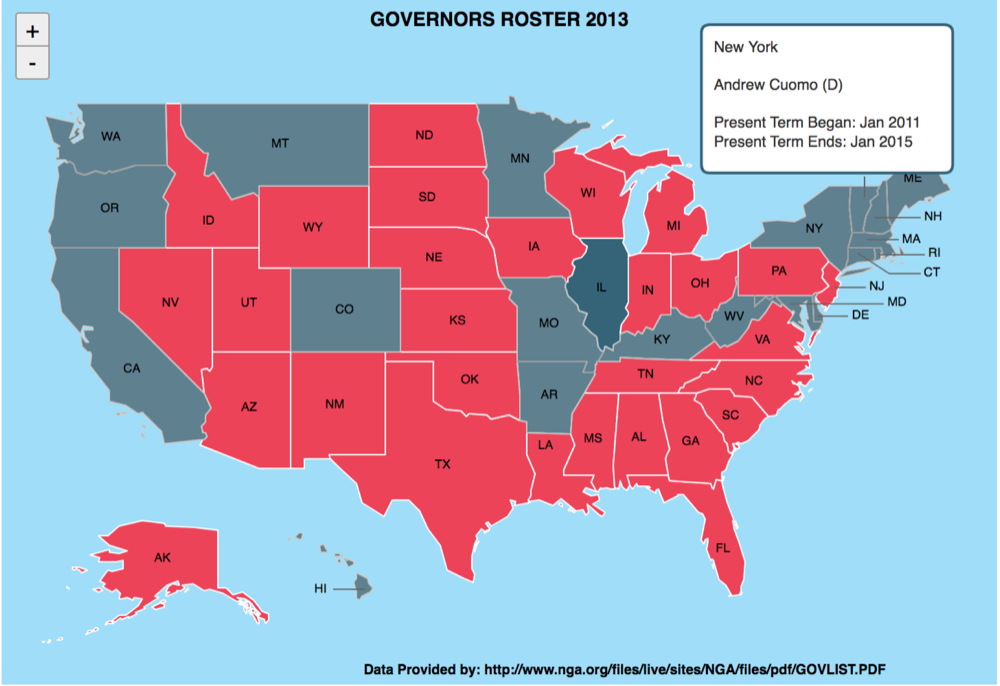 GOVERNORS ROSTER 2013
+
-
New York
Andrew Cuomo (D)
Present Term Began: Jan 2011
Present Term Ends: Jan 2015
WA
MT
ND
MN
OR
ID
WY
SD
WI
MI
ME
NH
NY
MA
RI
CT
NV
UT
CO
NE
IA
IL
IN
OH
PA
NJ
MD
DE
CA
KS
MO
KY
WV
VA
AZ
NM
OK
AR
TN
NC
SC
TX
LA
MS
AL
GA
FL
AK
HI
Data Provided by: http://www.nga.org/files/live/sites/NGA/files/pdf/GOVLIST.PDF